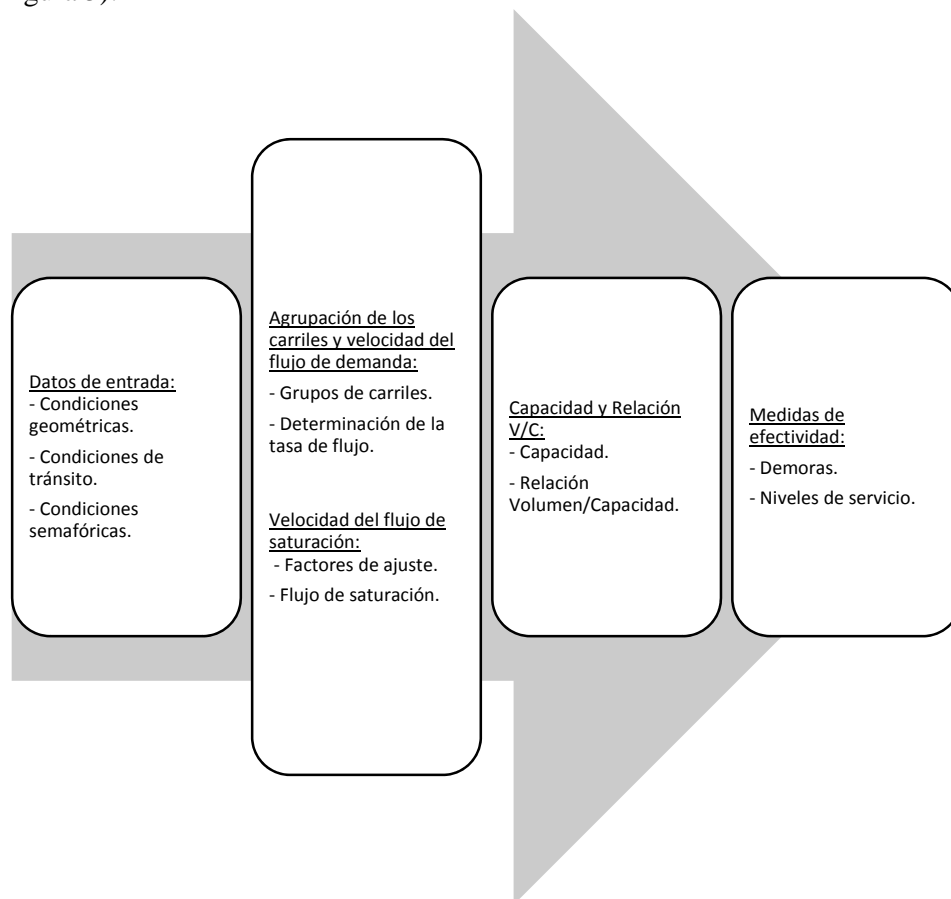 Datos de entrada:
- Condiciones
geométricas.
- Condiciones de
tránsito.
- Condiciones
semafóricas.
Agrupación de los
carriles y velocidad del
flujo de demanda:
- Grupos de carriles.
- Determinación de la
tasa de flujo.
Velocidad del flujo de
saturación:
- Factores de ajuste.
- Flujo de saturación.
Capacidad y Relación
V/C:
- Capacidad.
- Relación
Volumen/Capacidad.
Medidas de
efectividad:
- Demoras.
- Niveles de servicio.